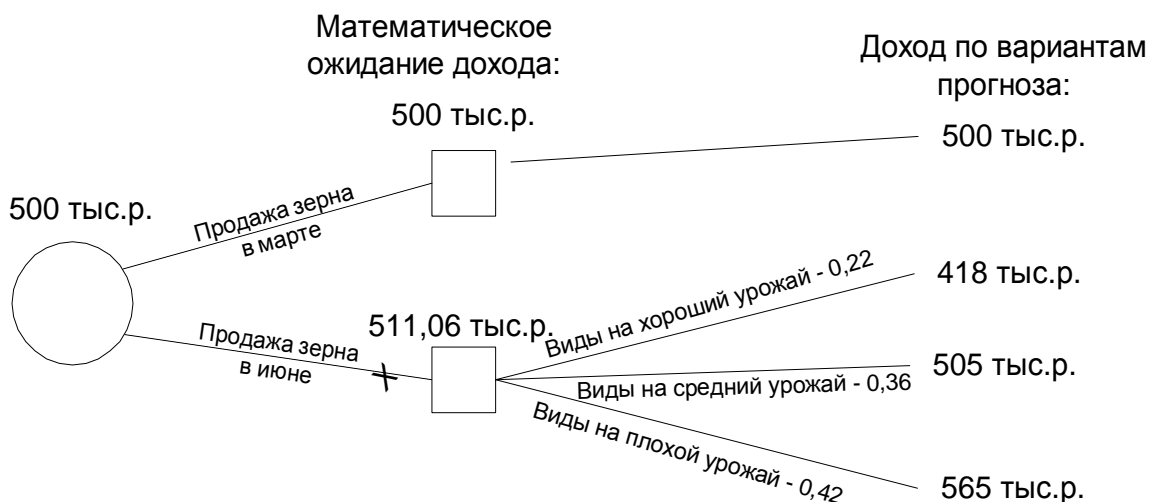 Математическое
ожидание дохода:
500 тыс.р.
Доход по вариантам
прогноза:
500 тыс.р.
500 тыс.р.
Продажа зерна
в марте
418 тыс.р.
Виды на хороший урожай - 0,22
511,06 тыс.р.
Продажа зерна
в июне
505 тыс.р.
Виды на средний урожай - 0,36
Виды на плохой урожай - 0,42
565 тыс.р.